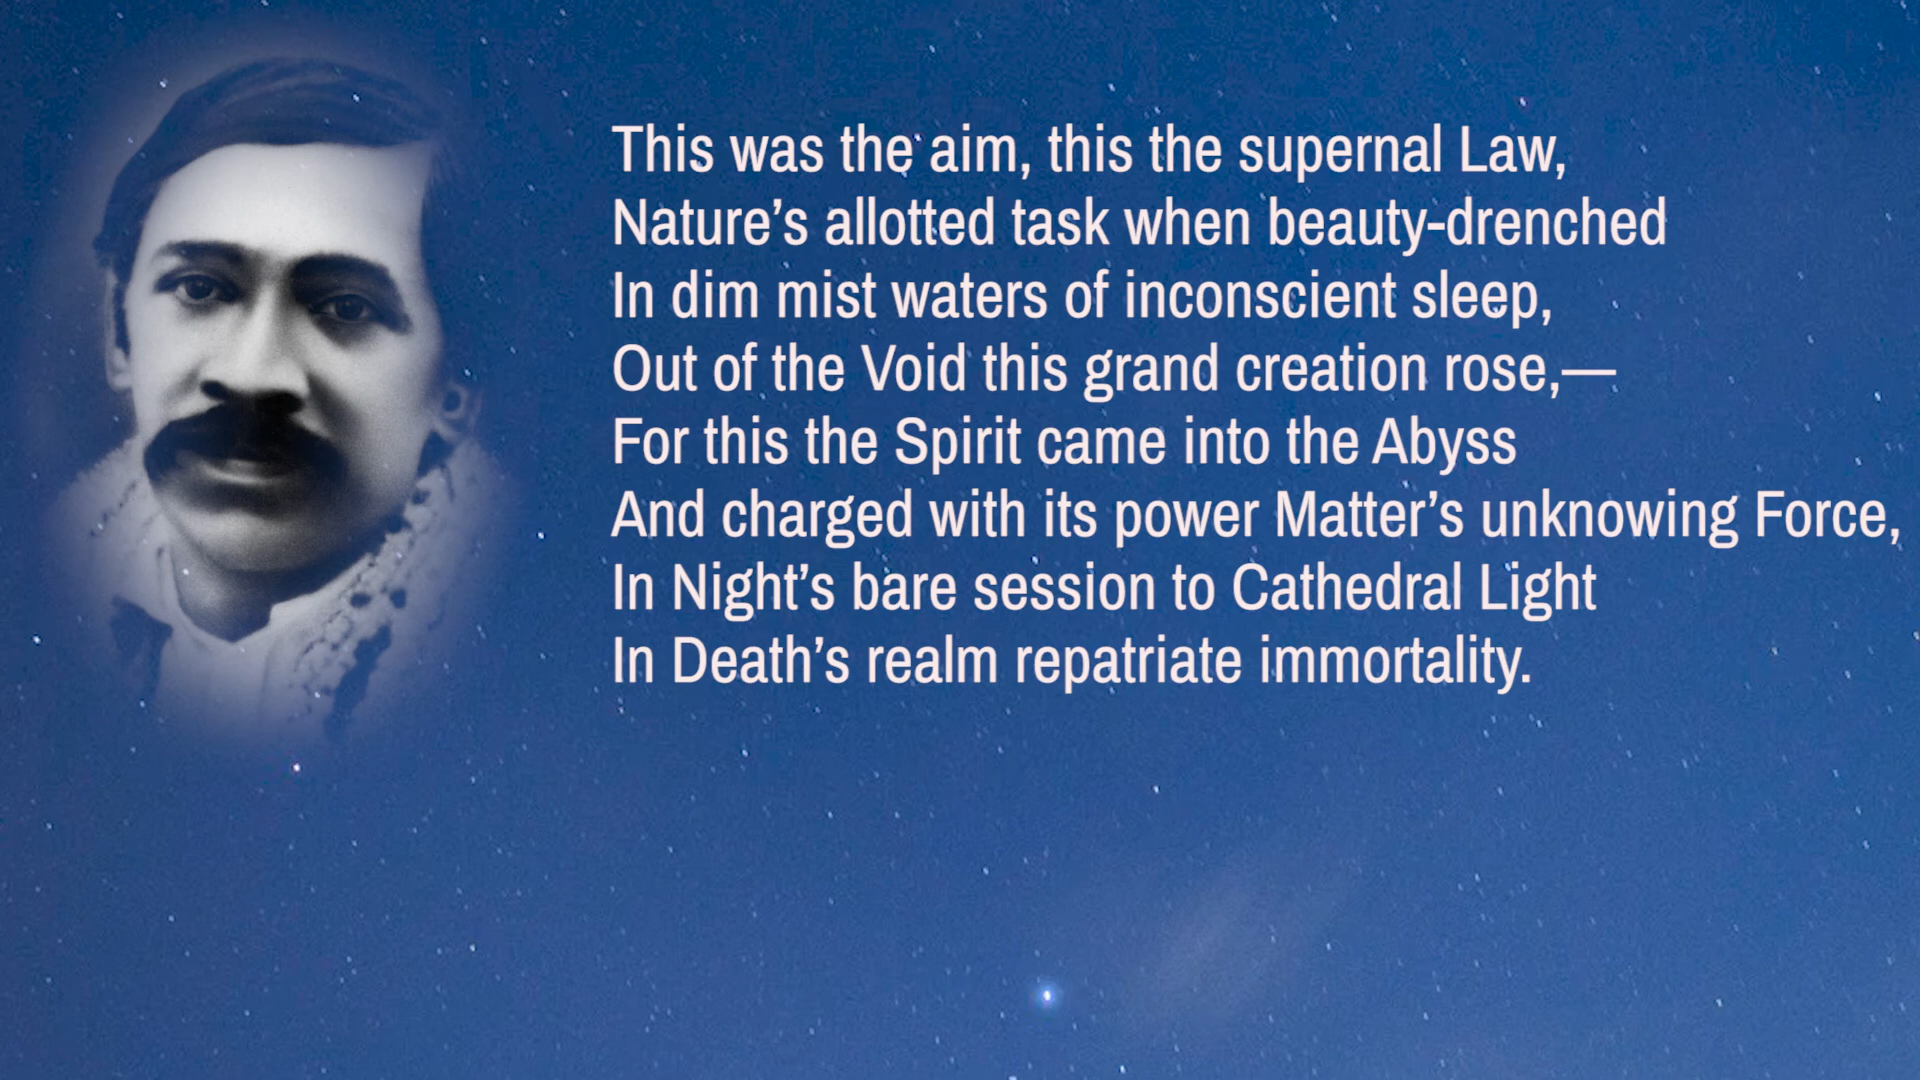 This was the aim, this the supernal Law,
Nature’s allotted task when beauty-drenched
In dim mist waters of inconscient sleep,
Out of the Void this grand creation rose,—
For this the Spirit came into the Abyss
And charged with its power Matter’s unknowing Force,
In Night’s bare session to Cathedral Light
In Death’s realm repatriate immortality.